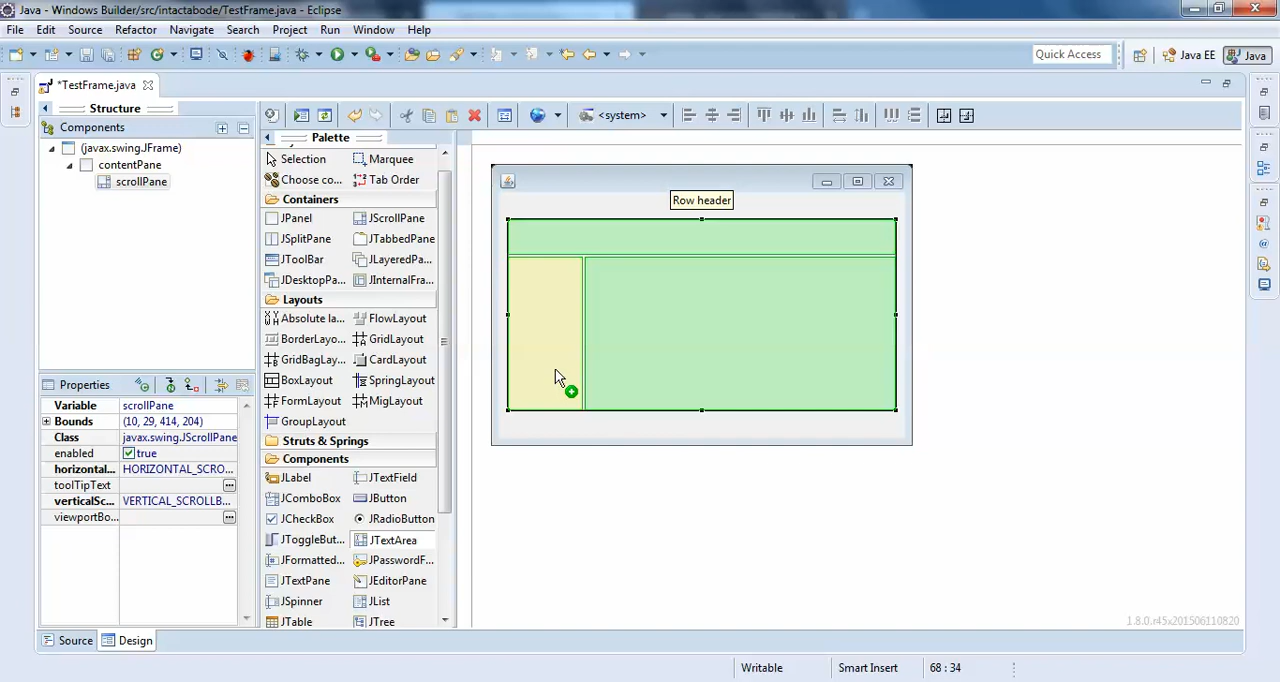 Java - Windows Builder/src/intactabode/TestFrame.java - Eclipse
File Edit Source Refactor Navigate Search Project Run Window Help
Quick Access Java EE Java
*TestFrame.java
Structure
Components
(javax.swing.JFrame)
contentPane
scrollPane
Properties
Variable scrollPane
Bounds (10, 29, 414, 204)
Class javax.swing.JScrollPane
enabled true
horizontal... HORIZONTAL_SCRO...
toolTipText
verticalSc... VERTICAL_SCROLLB...
viewportBo...
<system>
Palette
Selection Marquee
Choose co... Tab Order
Containers
JPanel JScrollPane
JSplitPane JTabbedPane
JToolBar JLayeredPa...
JDesktopPa... JInternalFra...
Layouts
Absolute la... FlowLayout
BorderLayo... GridLayout
GridBagLay... CardLayout
BoxLayout SpringLayout
FormLayout MigLayout
GroupLayout
Struts & Springs
Components
JLabel JTextField
JComboBox JButton
JCheckBox JRadioButton
JToggleBut... JTextArea
JFormatted... JPasswordF...
JTextPane JEditorPane
JSpinner JList
JTable JTree
Row header
1.8.0.r45x201506110820
Source Design
Writable Smart Insert 68 : 34